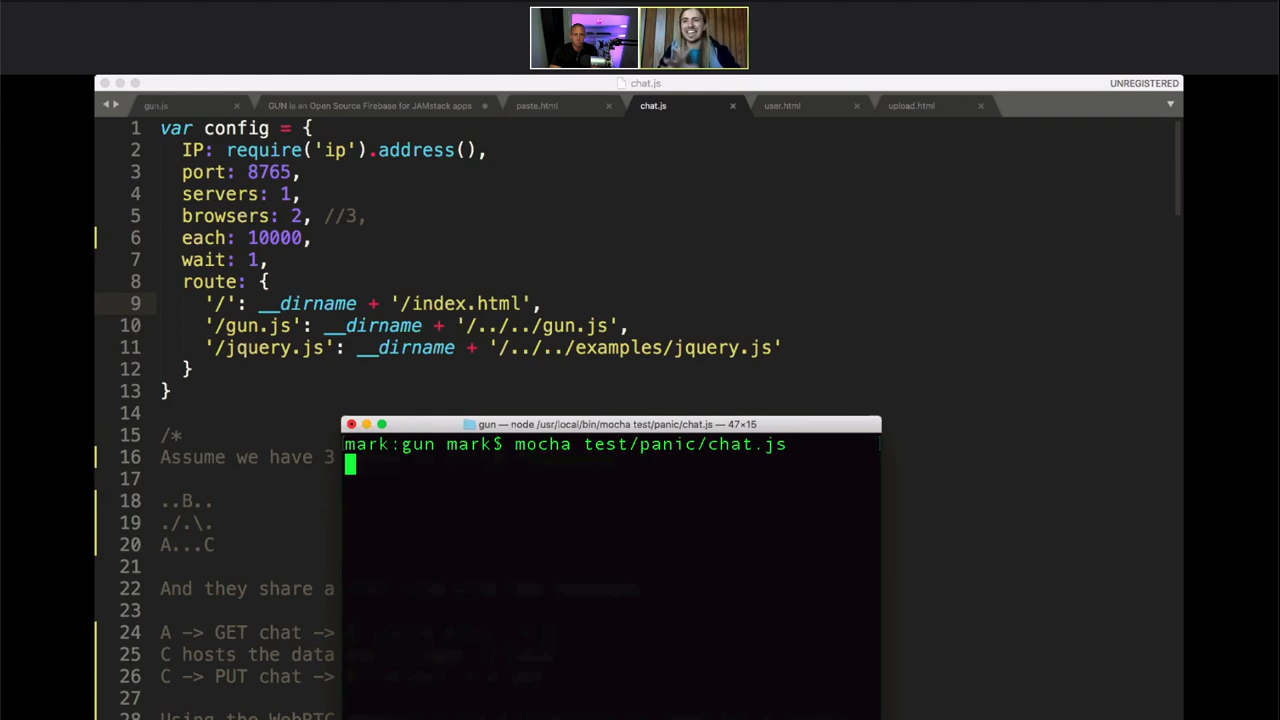 chat.js
UNREGISTERED
gun.js
GUN is an Open Source Firebase for JAMstack apps
paste.html
chat.js
user.html
upload.html
1 var config = {
2 IP: require('ip').address(),
3 port: 8765,
4 servers: 1,
5 browsers: 2, //3,
6 each: 10000,
7 wait: 1,
8 route: {
9 '/': __dirname + '/index.html',
10 '/gun.js': __dirname + '/../../gun.js',
11 '/jquery.js': __dirname + '/../../examples/jquery.js'
12 }
13 }
14
15 /*
16 Assume we have 3
17
18 ..B..
19 ./.\.
20 A...C
21
22 And they share a
23
24 A -> GET chat ->
25 C hosts the data
26 C -> PUT chat ->
27
28 Using the WebRTC
gun — node /usr/local/bin/mocha test/panic/chat.js — 47×15
mark:gun mark$ mocha test/panic/chat.js